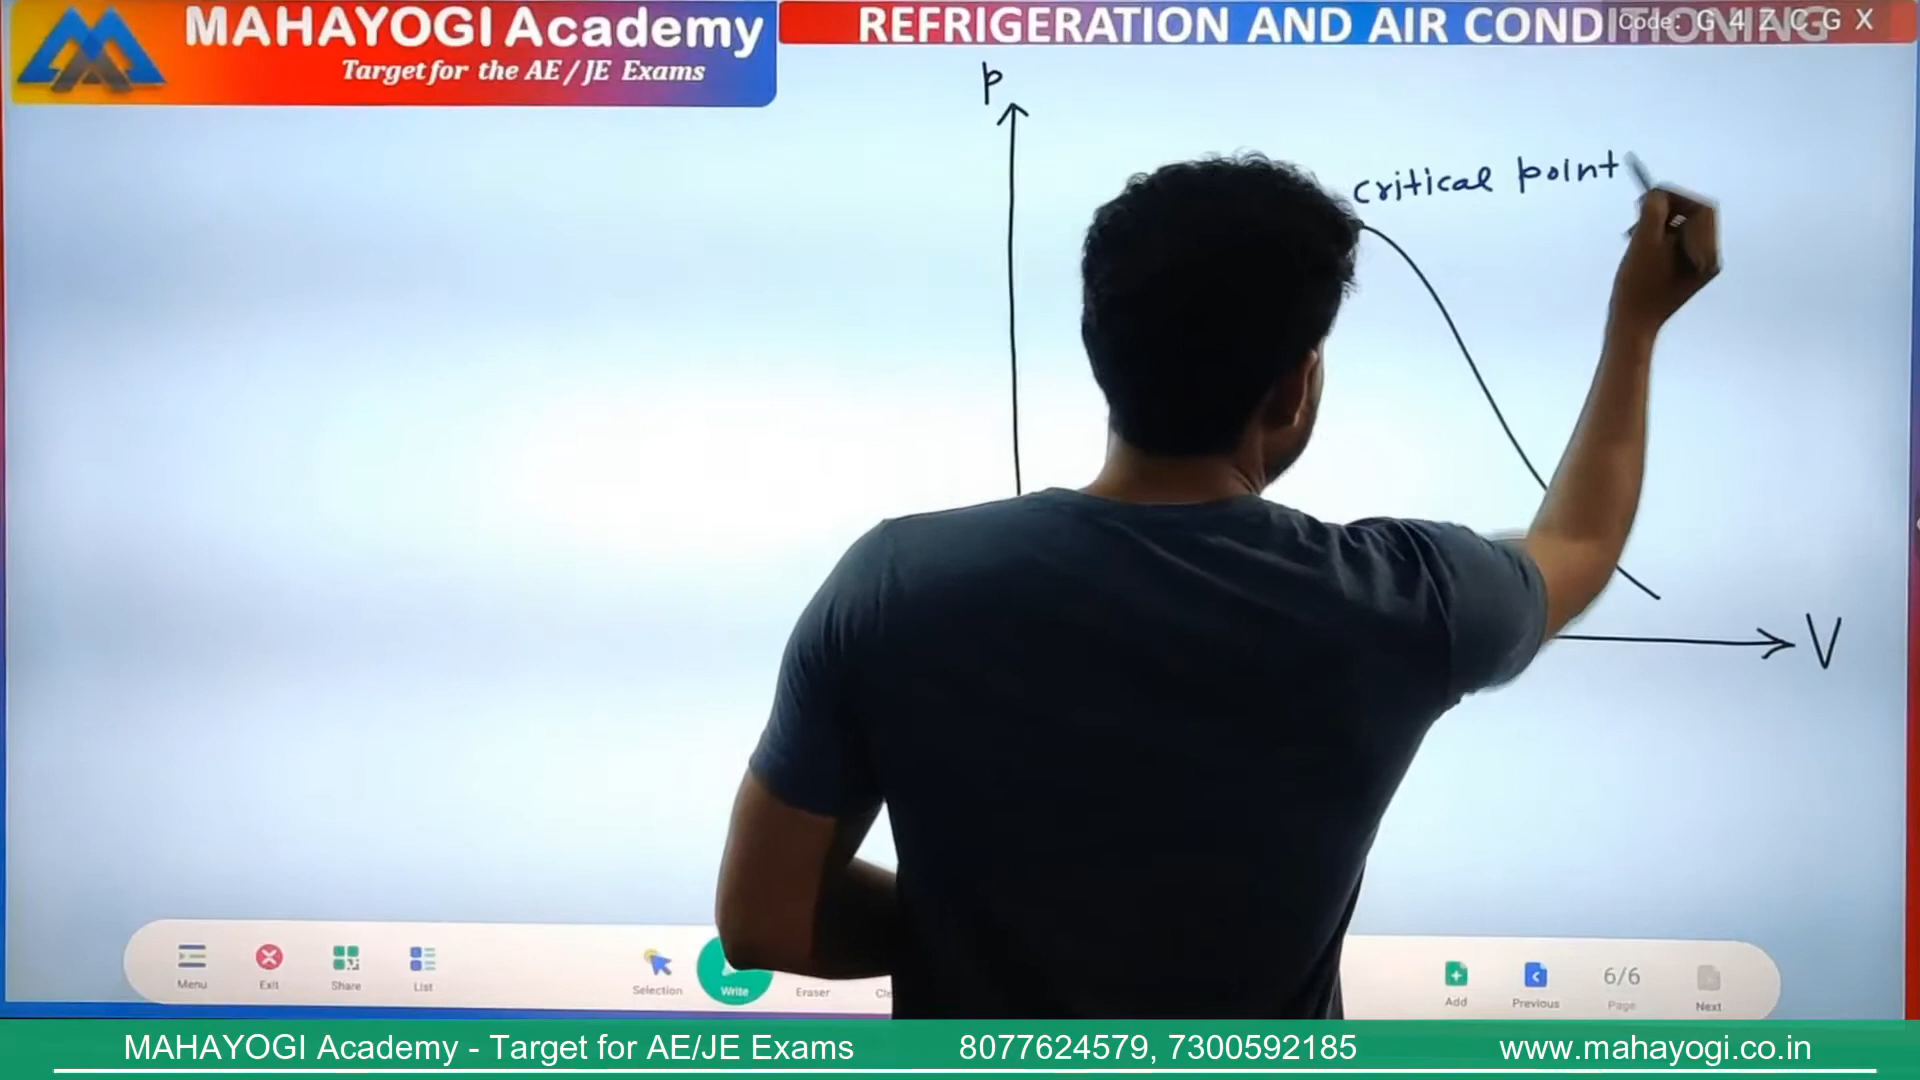 MAHAYOGI Academy
Target for the AE / JE Exams
REFRIGERATION AND AIR CONDITIONING
Code: G 4 Z C G X
p
critical point
V
Menu
Exit
Share
List
Selection
Write
Eraser
Add
Previous
6/6
Page
Next
MAHAYOGI Academy - Target for AE/JE Exams
8077624579, 7300592185
www.mahayogi.co.in